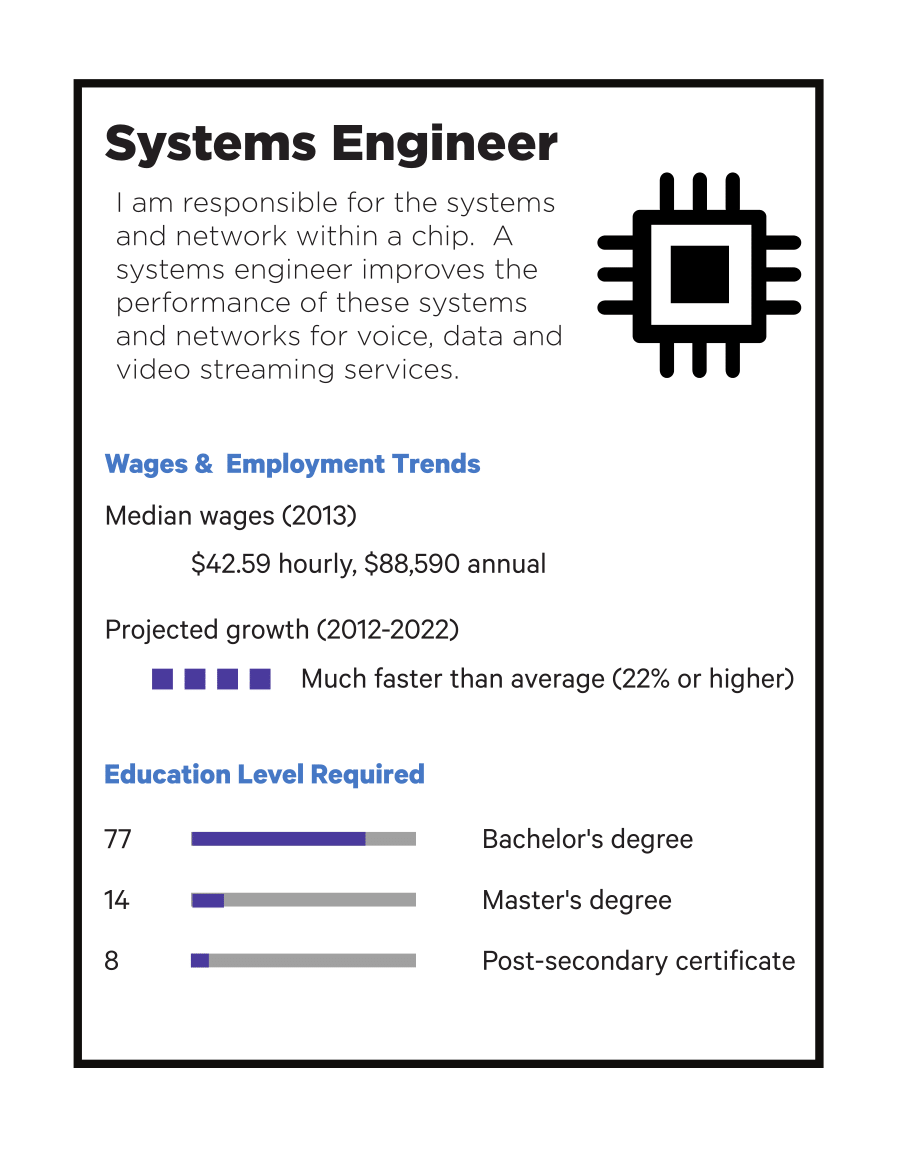 Systems Engineer
I am responsible for the systems
and network within a chip.  A
systems engineer improves the
performance of these systems
and networks for voice, data and
video streaming services.
Wages &  Employment Trends
Median wages (2013)
$42.59 hourly, $88,590 annual
Projected growth (2012-2022)
Much faster than average (22% or higher)
Education Level Required
77 Bachelor's degree
14 Master's degree
8 Post-secondary certificate